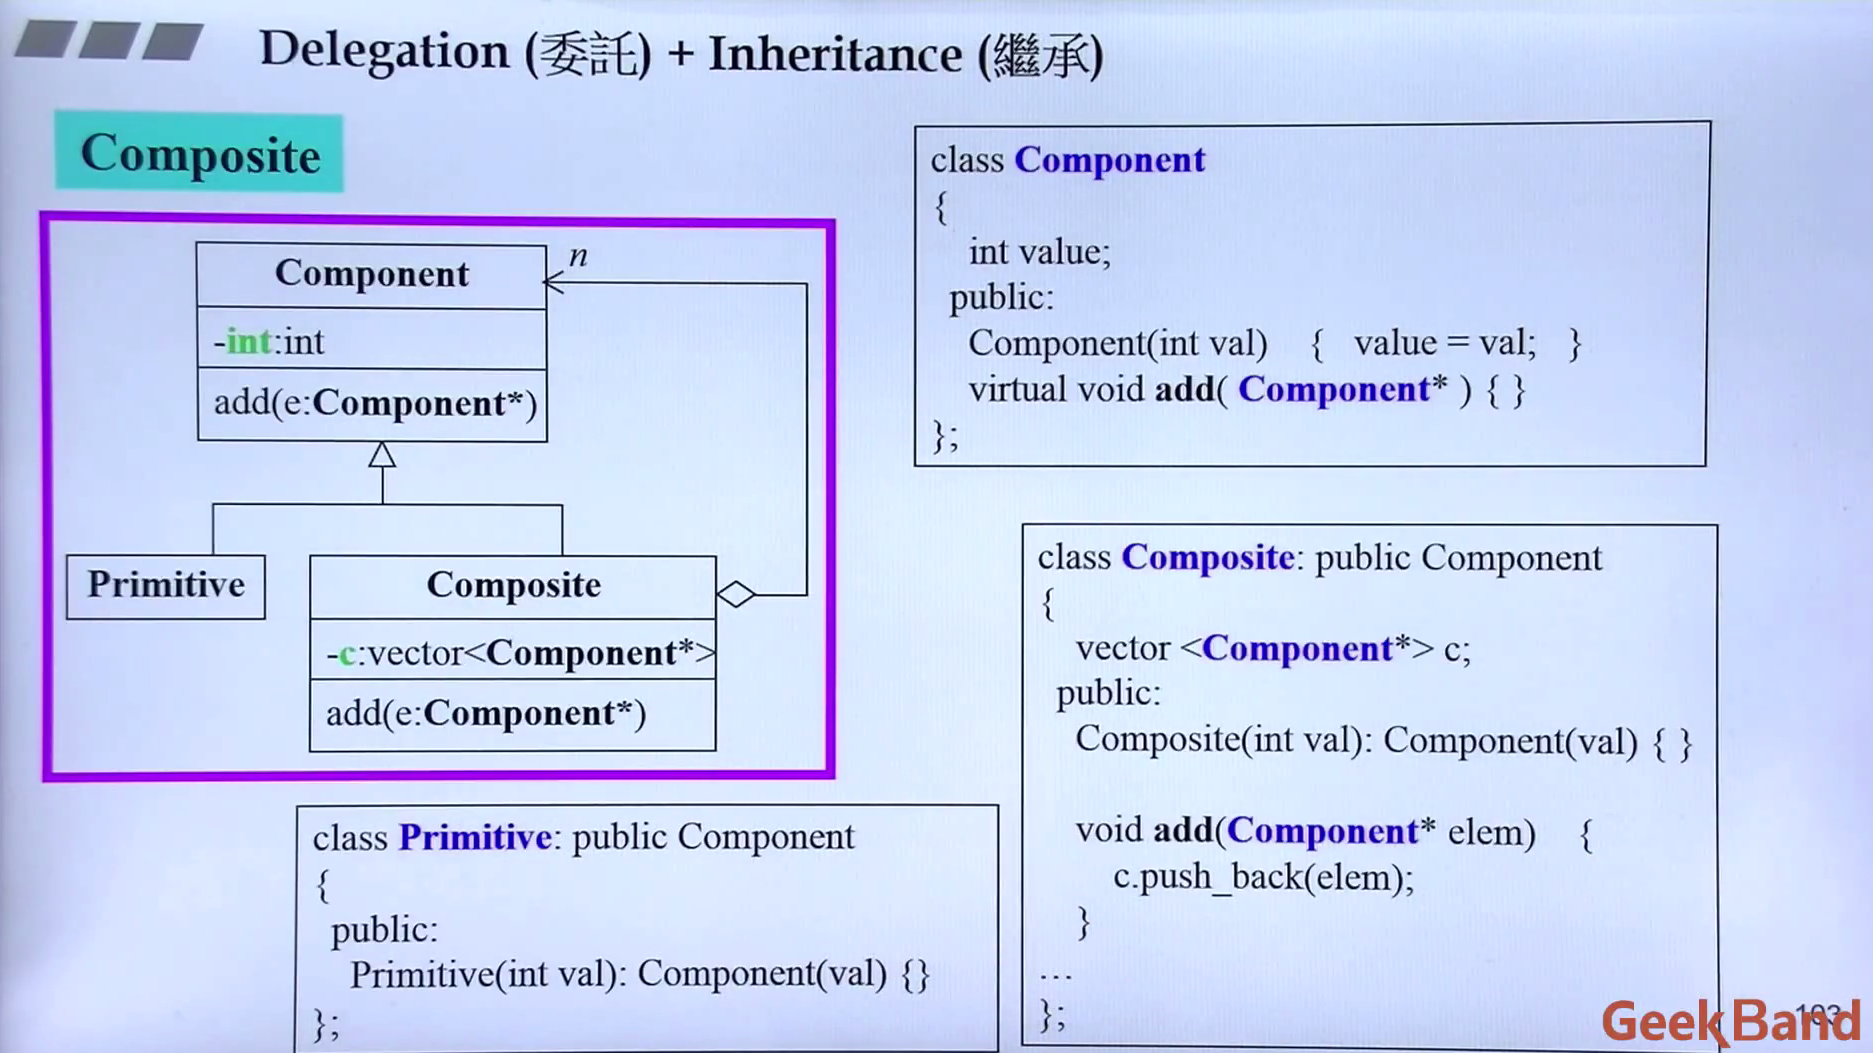 Delegation (委託) + Inheritance (繼承)
Composite
Component
n
-int:int
add(e:Component*)
Primitive
Composite
-c:vector<Component*>
add(e:Component*)
class Component
{
int value;
public:
Component(int val) { value = val; }
virtual void add( Component* ) { }
};
class Composite: public Component
{
vector <Component*> c;
public:
Composite(int val): Component(val) { }
void add(Component* elem) {
c.push_back(elem);
}
...
};
class Primitive: public Component
{
public:
Primitive(int val): Component(val) {}
};
GeekBand
103